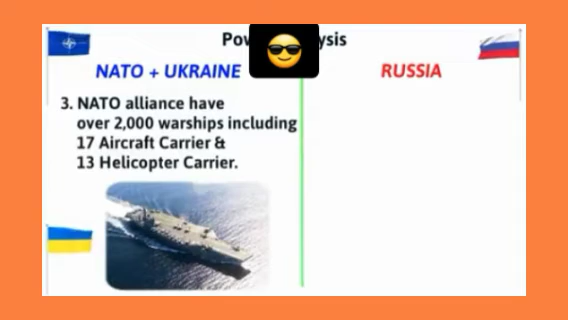 NATO + UKRAINE
RUSSIA
3. NATO alliance have
over 2,000 warships including
17 Aircraft Carrier &
13 Helicopter Carrier.